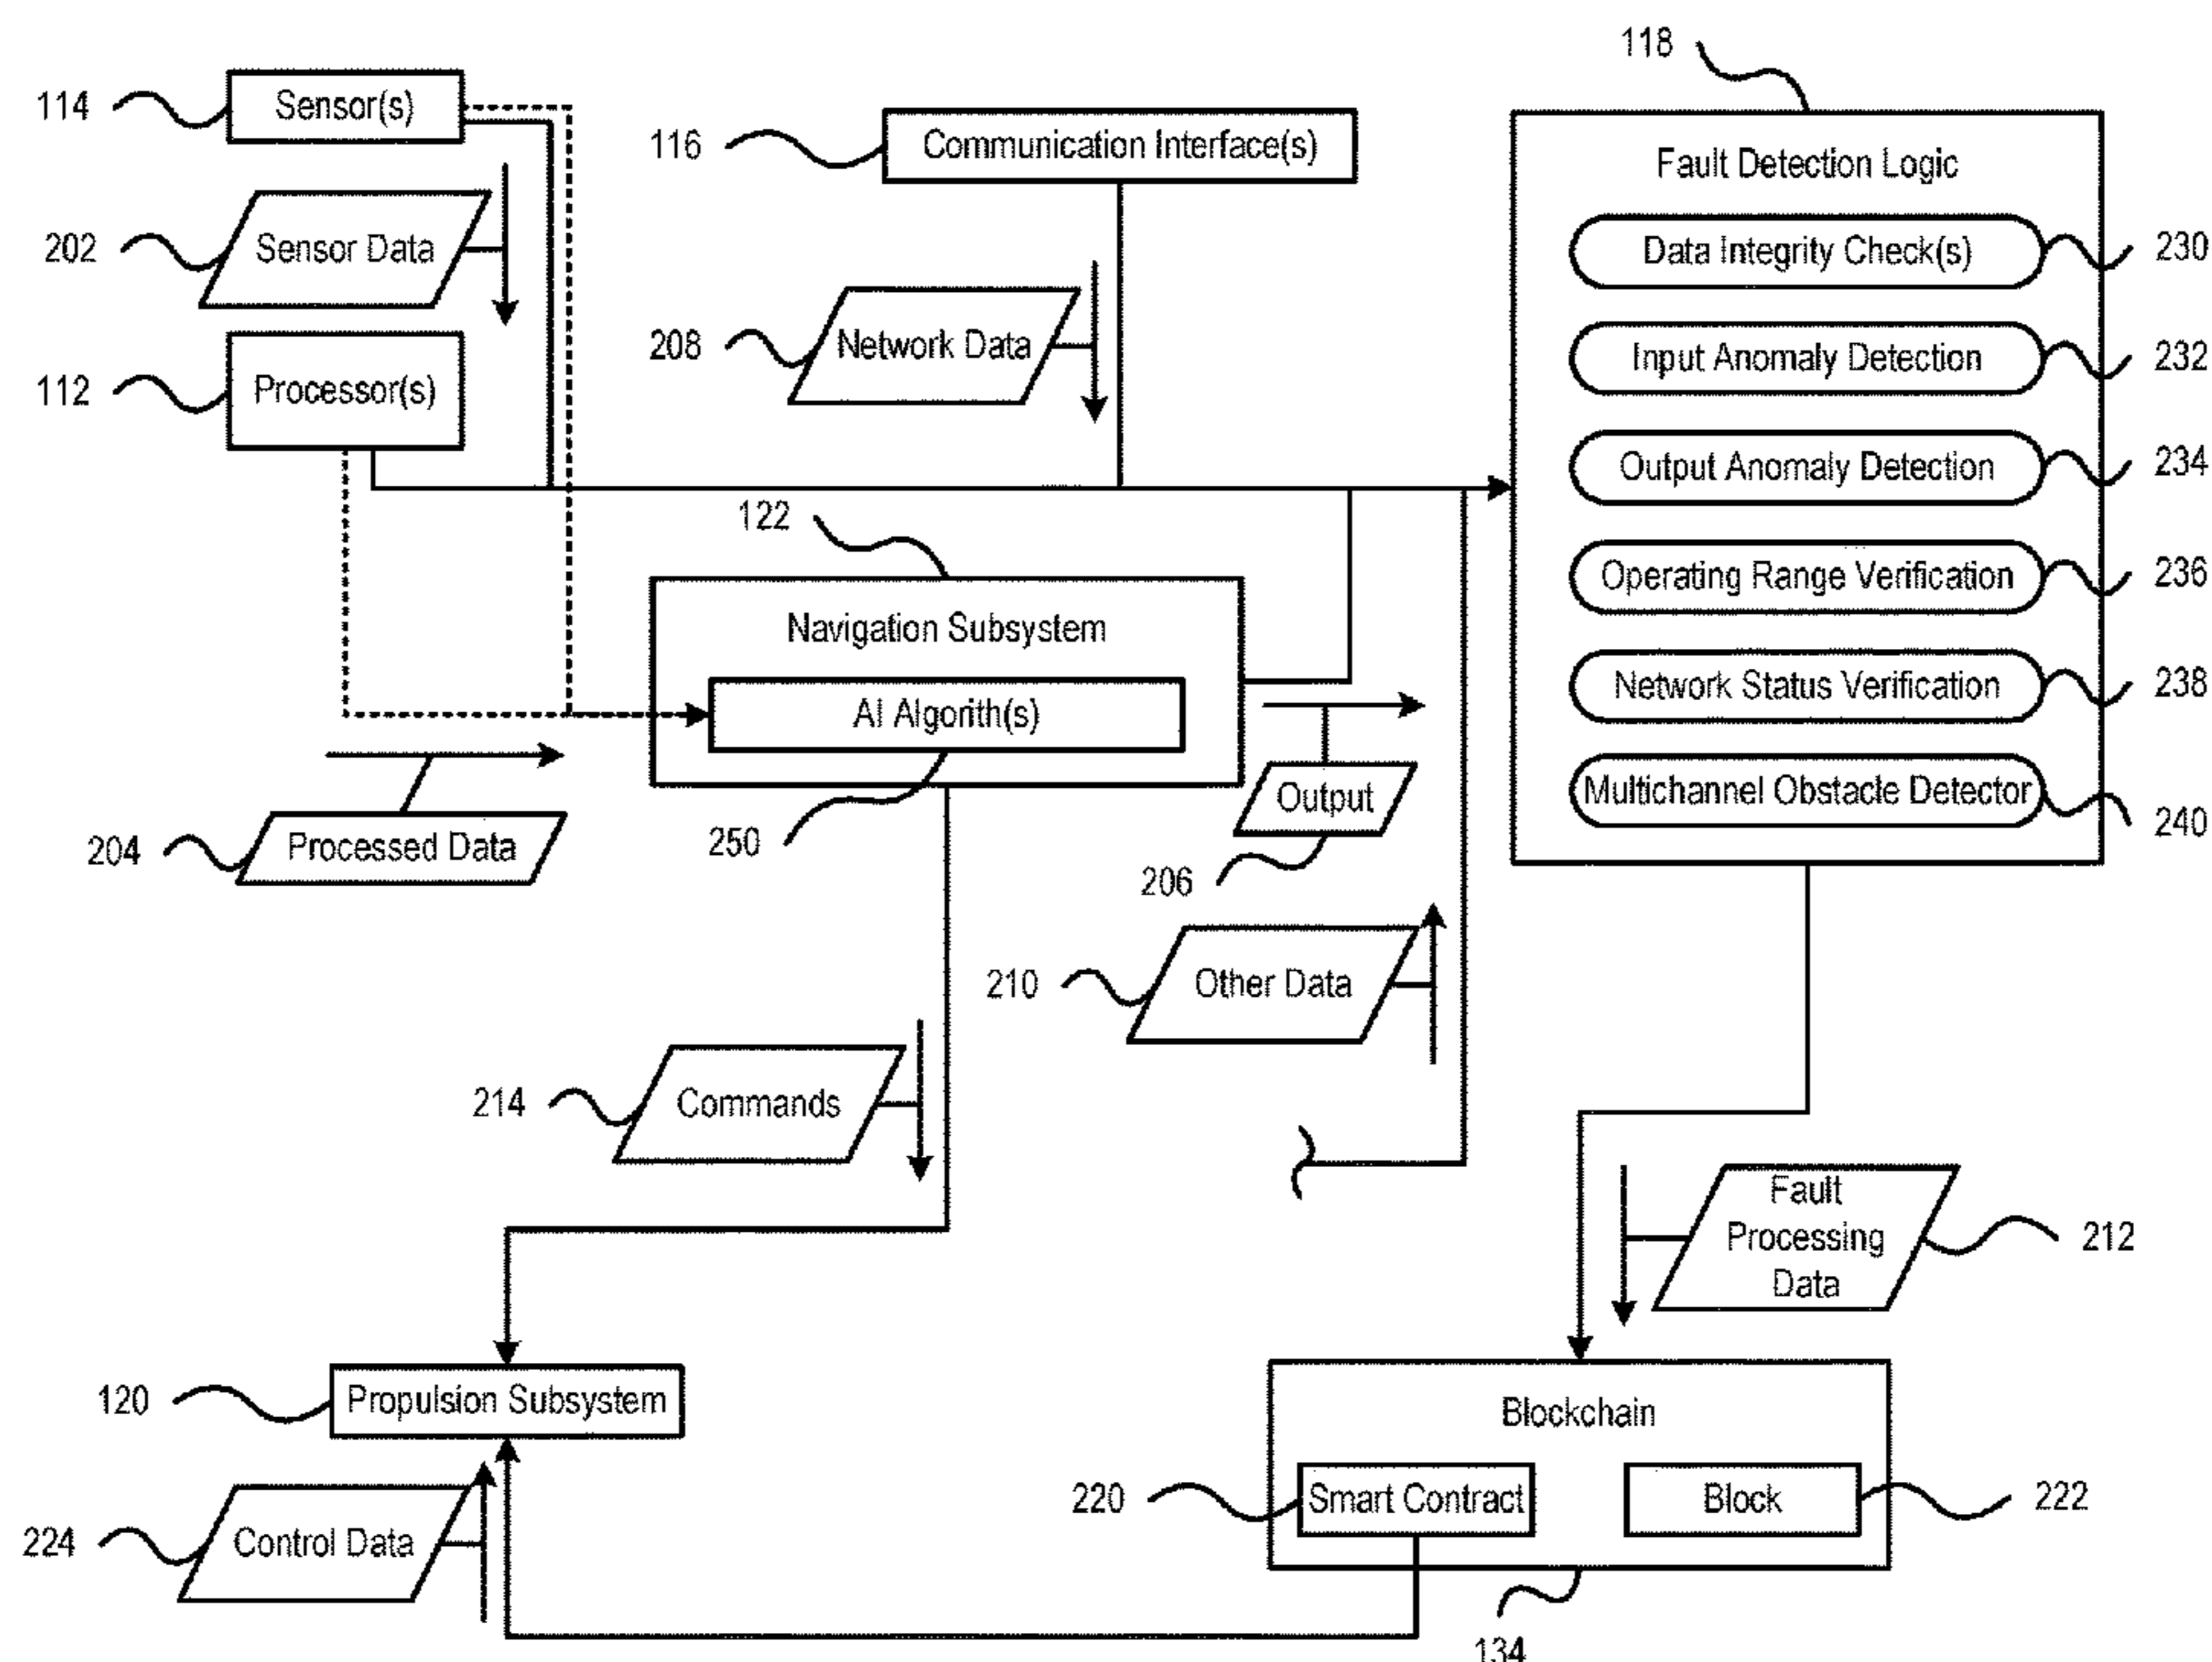 118
114
Sensor(s)
116
Communication Interface(s)
Fault Detection Logic
202
Sensor Data
Data Integrity Check(s)
230
208
Network Data
Input Anomaly Detection
232
112
Processor(s)
Output Anomaly Detection
234
122
Operating Range Verification
236
Navigation Subsystem
AI Algorith(s)
Network Status Verification
238
Output
Multichannel Obstacle Detector
240
204
Processed Data
250
206
210
Other Data
214
Commands
Fault
Processing
Data
212
120
Propulsion Subsystem
Blockchain
220
Smart Contract
Block
222
224
Control Data
134